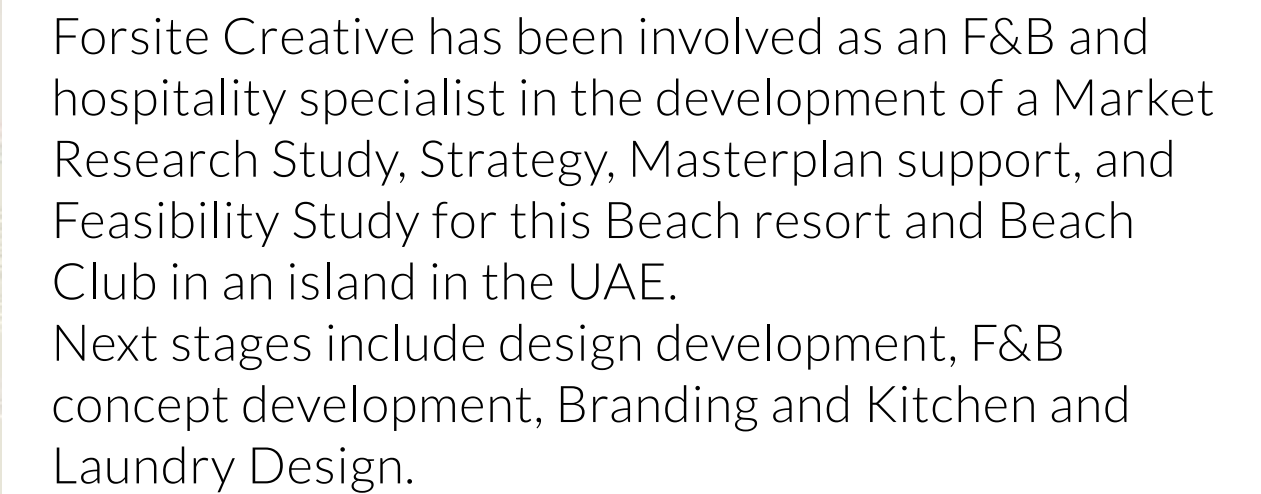 Forsite Creative has been involved as an F&B and
hospitality specialist in the development of a Market
Research Study, Strategy, Masterplan support, and
Feasibility Study for this Beach resort and Beach
Club in an island in the UAE.
Next stages include design development, F&B
concept development, Branding and Kitchen and
Laundry Design.